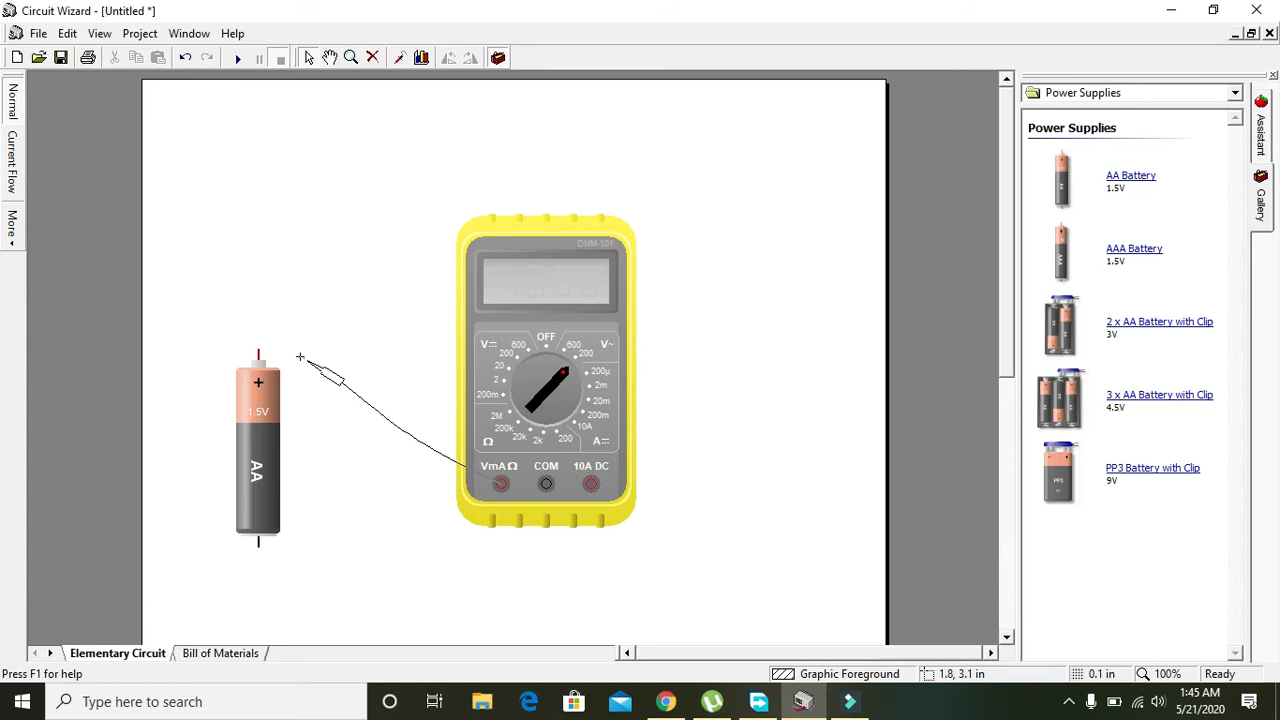 Circuit Wizard - [Untitled *]
File Edit View Project Window Help
Normal
Current Flow
More
Power Supplies
Assistant
Gallery
Power Supplies
AA
AA Battery
1.5V
AAA
AAA Battery
1.5V
2 x AA Battery with Clip
3V
3 x AA Battery with Clip
4.5V
PP3
PP3 Battery with Clip
9V
DMM-101
OFF
V 600 600 V~
200 200
20 200µ
2 2m
200m 20m
2M 200m
200k 10A
20k 2k 200
Ω A
VmAΩ COM 10A DC
+
1.5V
AA
Elementary Circuit Bill of Materials
Press F1 for help
Graphic Foreground 1.8, 3.1 in 0.1 in 100% Ready
Type here to search
1:45 AM
5/21/2020